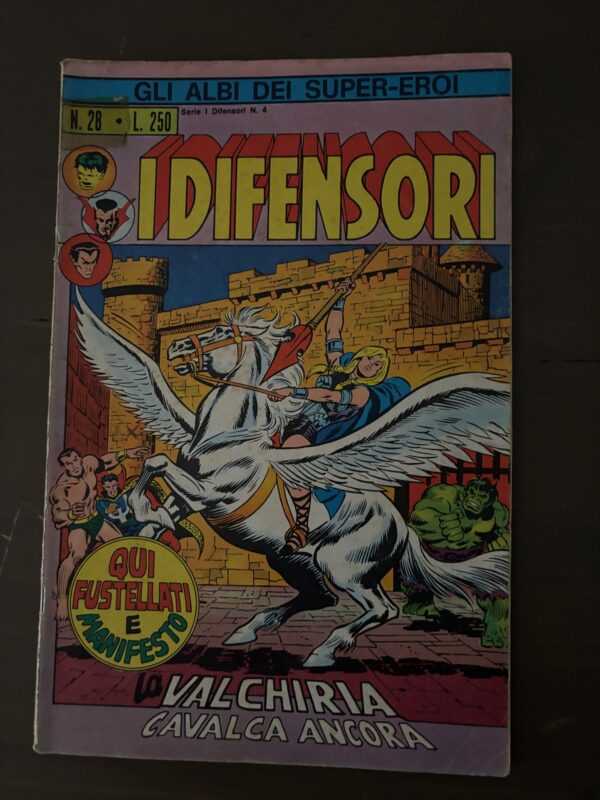 GLI ALBI DEI SUPER-EROI
N. 28 • L. 250
Serie I Difensori N. 4
I DIFENSORI
QUI
FUSTELLATI
E
MANIFESTO
La VALCHIRIA
CAVALCA ANCORA